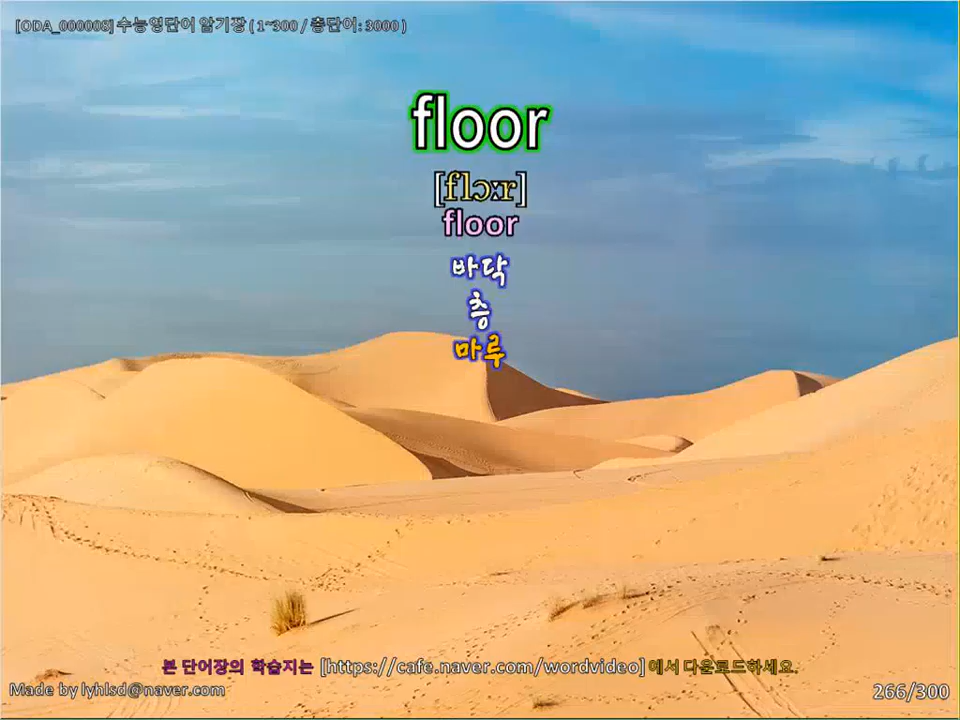 [ODA_000008] 수능영단어 암기장 ( 1~300 / 총단어: 3000 )
floor
[flɔːr]
floor
바닥
층
마루
본 단어장의 학습지는 [https://cafe.naver.com/wordvideo] 에서 다운로드하세요.
Made by lyhlsd@naver.com
266/300